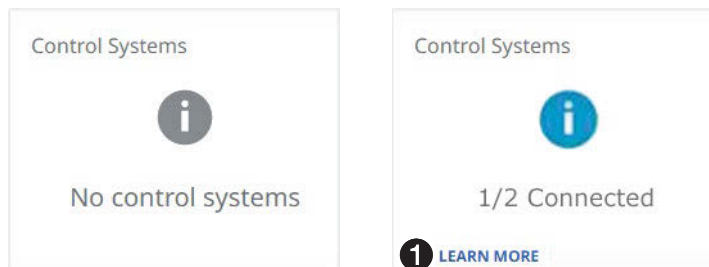 Control Systems
i
No control systems
Control Systems
i
1/2 Connected
1 LEARN MORE